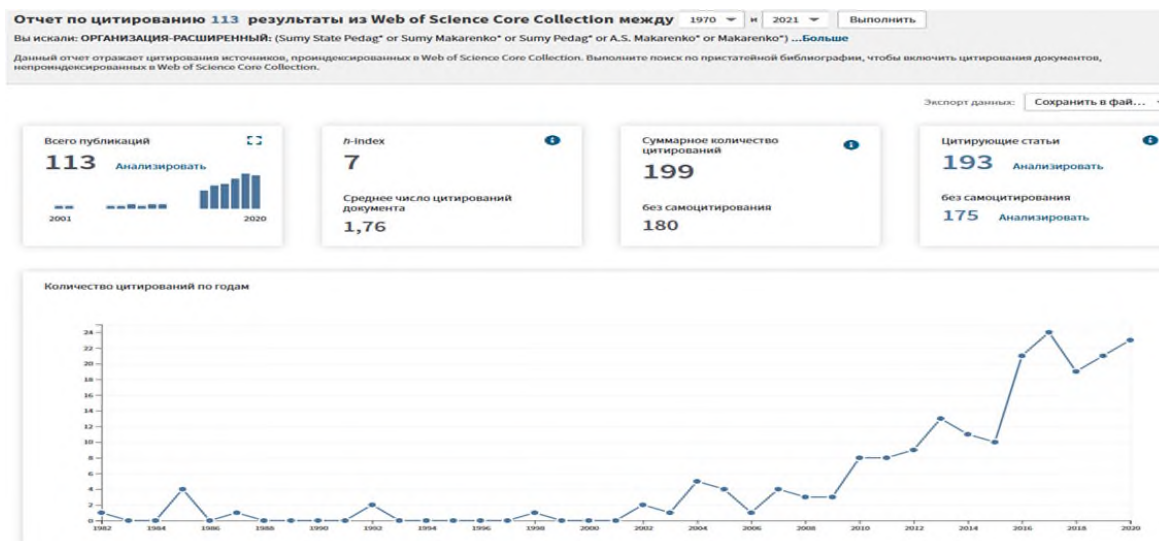 Отчет по цитированию 113 результаты из Web of Science Core Collection между 1970 и 2021 Выполнить
Вы искали: ОРГАНИЗАЦИЯ-РАСШИРЕННЫЙ: (Sumy State Pedag* or Sumy Makarenko* or Sumy Pedag* or A.S. Makarenko* or Makarenko*) ...Больше
Данный отчет отражает цитирования источников, проиндексированных в Web of Science Core Collection. Выполните поиск по пристатейной библиографии, чтобы включить цитирования документов,
непроиндексированных в Web of Science Core Collection.
Экспорт данных: Сохранить в фай...
Всего публикаций
113 Анализировать
2001 2020
h-index
7
Среднее число цитирований
документа
1,76
Суммарное количество
цитирований
199
без самоцитирования
180
Цитирующие статьи
193 Анализировать
без самоцитирования
175 Анализировать
Количество цитирований по годам
24
22
20
18
16
14
12
10
8
6
4
2
0
1982 1984 1986 1988 1990 1992 1994 1996 1998 2000 2002 2004 2006 2008 2010 2012 2014 2016 2018 2020